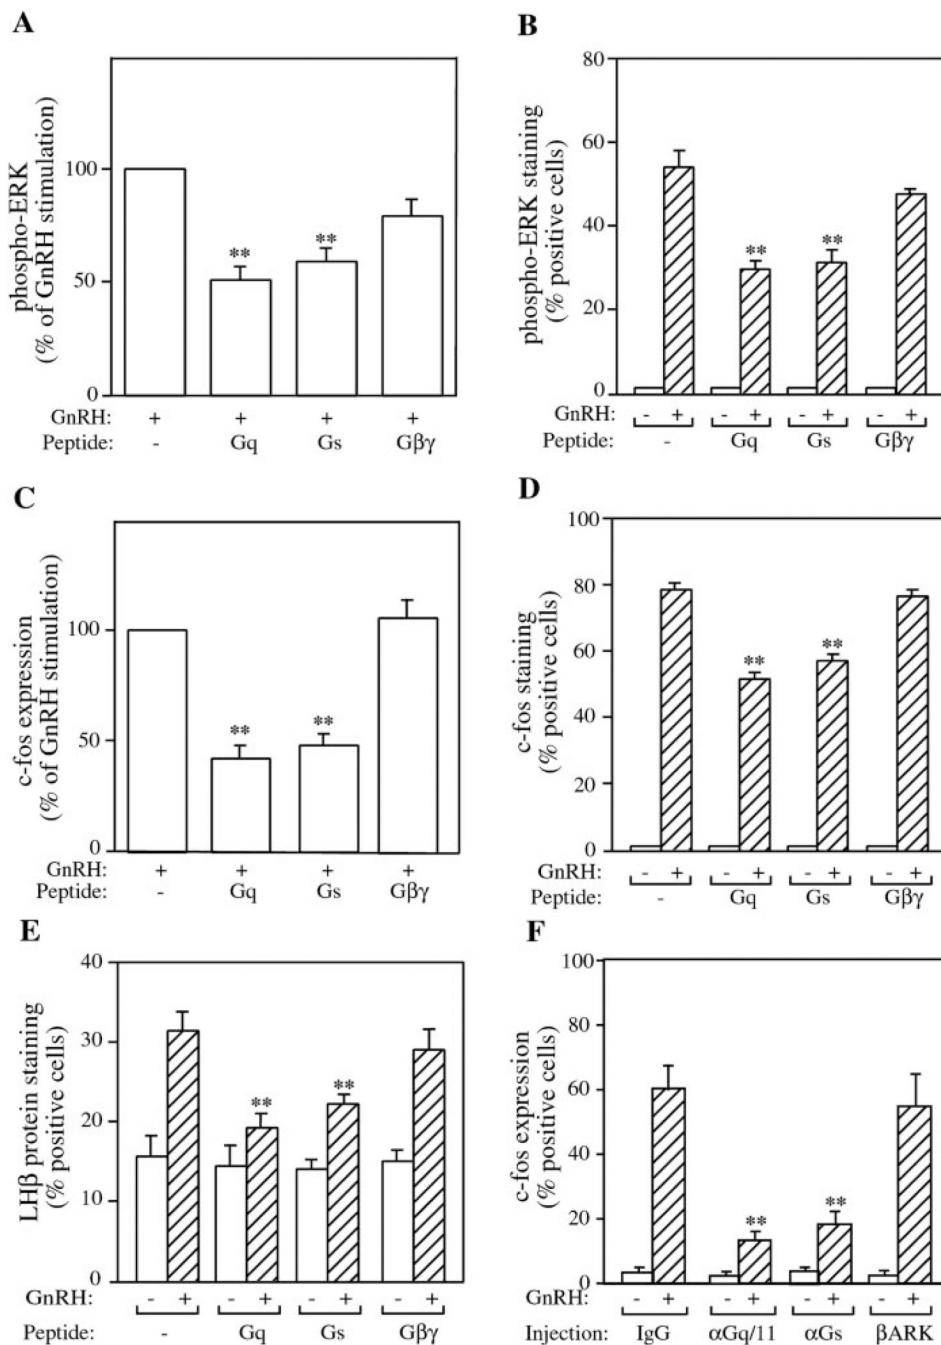 A
phospho-ERK
(% of GnRH stimulation)
100
50
0
GnRH: + + + +
Peptide: - Gq Gs Gβγ
** **
B
phospho-ERK staining
(% positive cells)
80
60
40
20
0
GnRH: - + - + - + - +
Peptide: - Gq Gs Gβγ
** **
C
c-fos expression
(% of GnRH stimulation)
100
50
0
GnRH: + + + +
Peptide: - Gq Gs Gβγ
** **
D
c-fos staining
(% positive cells)
100
80
60
40
20
0
GnRH: - + - + - + - +
Peptide: - Gq Gs Gβγ
** **
E
LHβ protein staining
(% positive cells)
40
30
20
10
0
GnRH: - + - + - + - +
Peptide: - Gq Gs Gβγ
** **
F
c-fos expression
(% positive cells)
100
80
60
40
20
0
GnRH: - + - + - + - +
Injection: IgG αGq/11 αGs βARK
** **